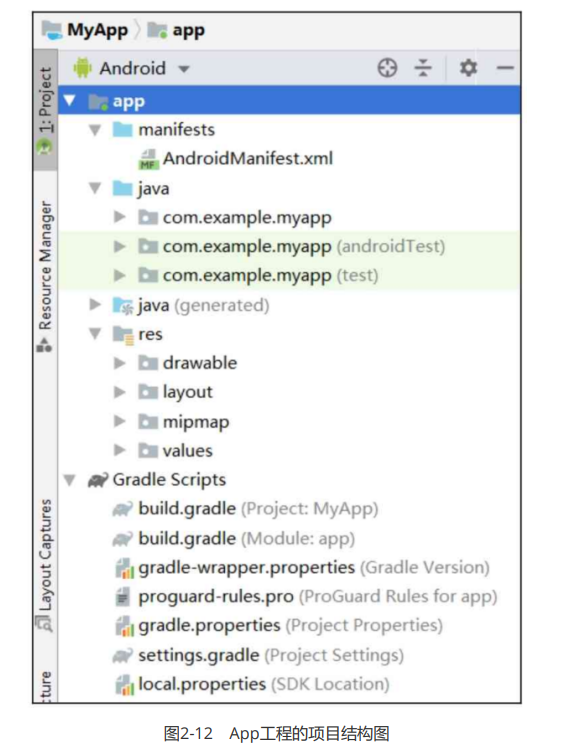 MyApp app
Android
1: Project
Resource Manager
Layout Captures
cture
app
manifests
MF
AndroidManifest.xml
java
com.example.myapp
com.example.myapp (androidTest)
com.example.myapp (test)
java (generated)
res
drawable
layout
mipmap
values
Gradle Scripts
build.gradle (Project: MyApp)
build.gradle (Module: app)
gradle-wrapper.properties (Gradle Version)
proguard-rules.pro (ProGuard Rules for app)
gradle.properties (Project Properties)
settings.gradle (Project Settings)
local.properties (SDK Location)
图2-12 App工程的项目结构图